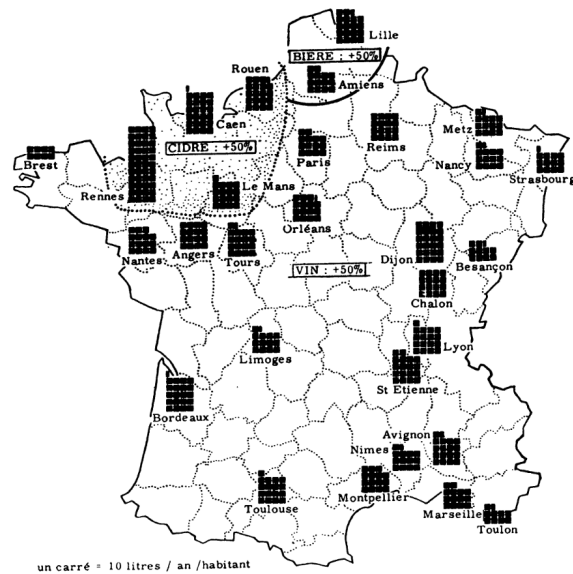 Lille
BIERE : +50%
Rouen
Amiens
Caen
Metz
CIDRE : +50%
Paris
Reims
Nancy
Brest
Strasbourg
Rennes
Le Mans
Orléans
Nantes
Angers
Tours
Dijon
Besançon
VIN : +50%
Chalon
Limoges
Lyon
St Etienne
Bordeaux
Avignon
Nimes
Montpellier
Toulouse
Marseille
Toulon
un carré = 10 litres / an /habitant